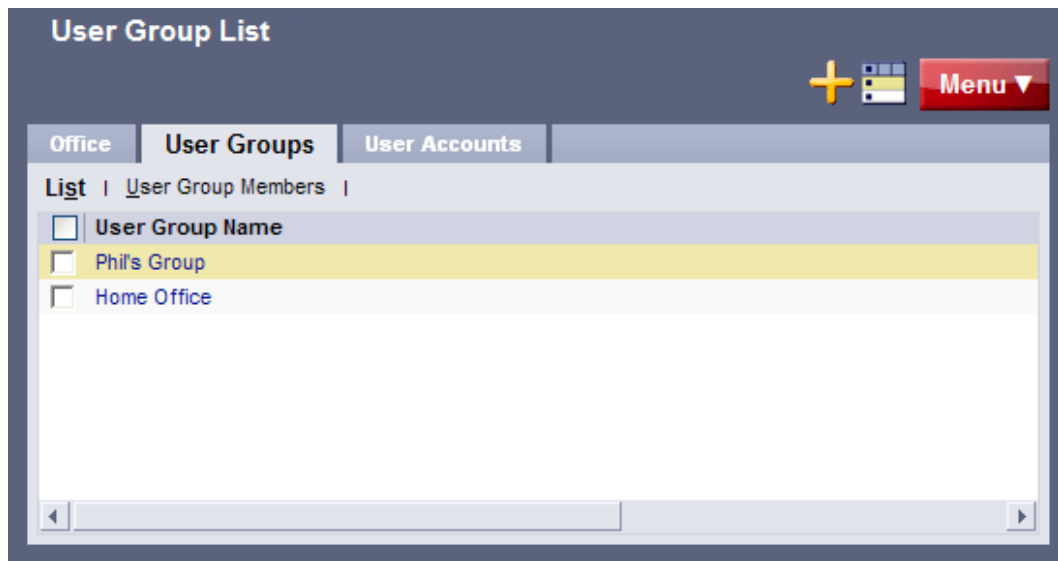 User Group List
Menu ▼
Office User Groups User Accounts
List | User Group Members |
User Group Name
Phil's Group
Home Office